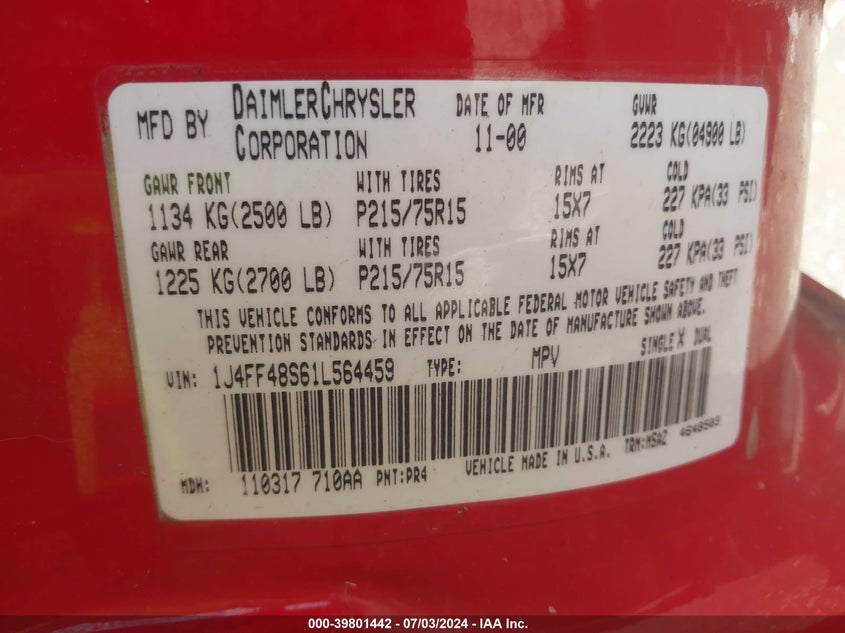 MFD BY DAIMLERCHRYSLER CORPORATION DATE OF MFR 11-00 GVWR 2223 KG(04900 LB)
GAWR FRONT WITH TIRES RIMS AT COLD
1134 KG(2500 LB) P215/75R15 15X7 227 KPA(33 PSI)
GAWR REAR WITH TIRES RIMS AT COLD
1225 KG(2700 LB) P215/75R15 15X7 227 KPA(33 PSI)
THIS VEHICLE CONFORMS TO ALL APPLICABLE FEDERAL MOTOR VEHICLE SAFETY AND THEFT
PREVENTION STANDARDS IN EFFECT ON THE DATE OF MANUFACTURE SHOWN ABOVE.
VIN: 1J4FF48S61L564459 TYPE: MPV SINGLE X DUAL
MDH: 110317 710AA PNT:PR4 VEHICLE MADE IN U.S.A. TRM:M5AZ 4648503
000-39801442 - 07/03/2024 - IAA Inc.